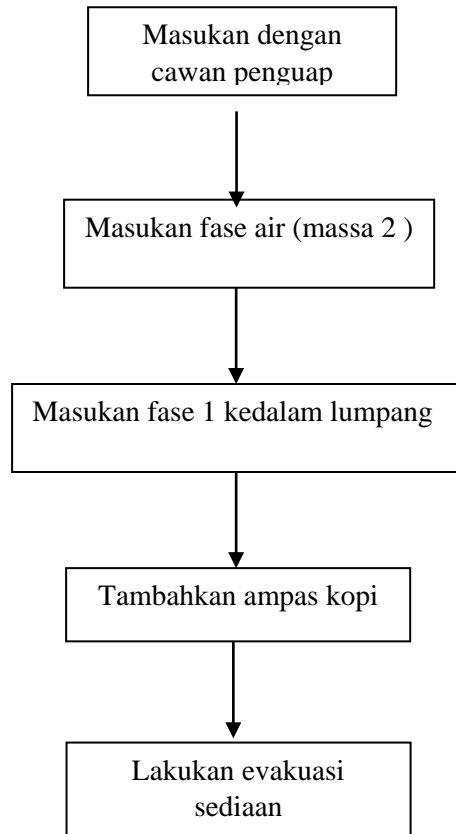 Masukan dengan
cawan penguap
Masukan fase air (massa 2 )
Masukan fase 1 kedalam lumpang
Tambahkan ampas kopi
Lakukan evakuasi
sediaan